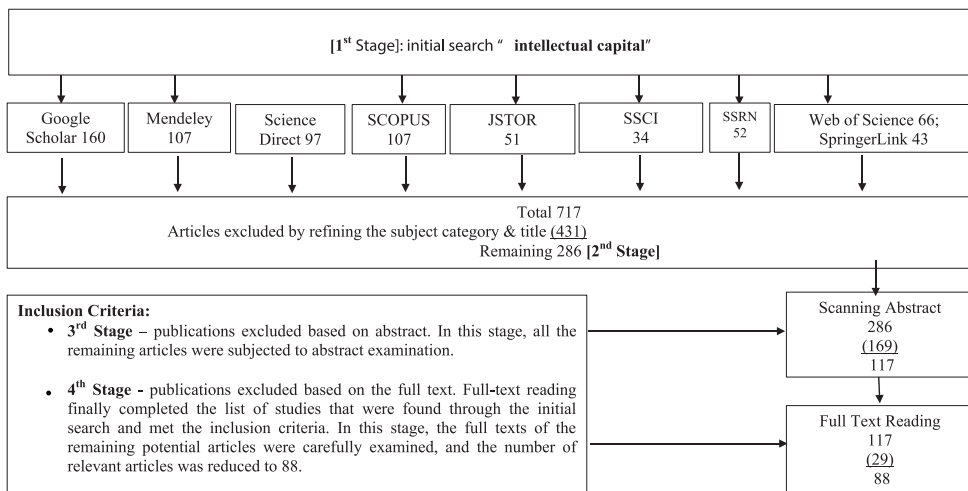 [1st Stage]: initial search “ intellectual capital”
Google
Scholar 160
Mendeley
107
Science
Direct 97
SCOPUS
107
JSTOR
51
SSCI
34
SSRN
52
Web of Science 66;
SpringerLink 43
Total 717
Articles excluded by refining the subject category & title (431)
Remaining 286 [2nd Stage]
Inclusion Criteria:
• 3rd Stage – publications excluded based on abstract. In this stage, all the
remaining articles were subjected to abstract examination.
• 4th Stage - publications excluded based on the full text. Full-text reading
finally completed the list of studies that were found through the initial
search and met the inclusion criteria. In this stage, the full texts of the
remaining potential articles were carefully examined, and the number of
relevant articles was reduced to 88.
Scanning Abstract
286
(169)
117
Full Text Reading
117
(29)
88